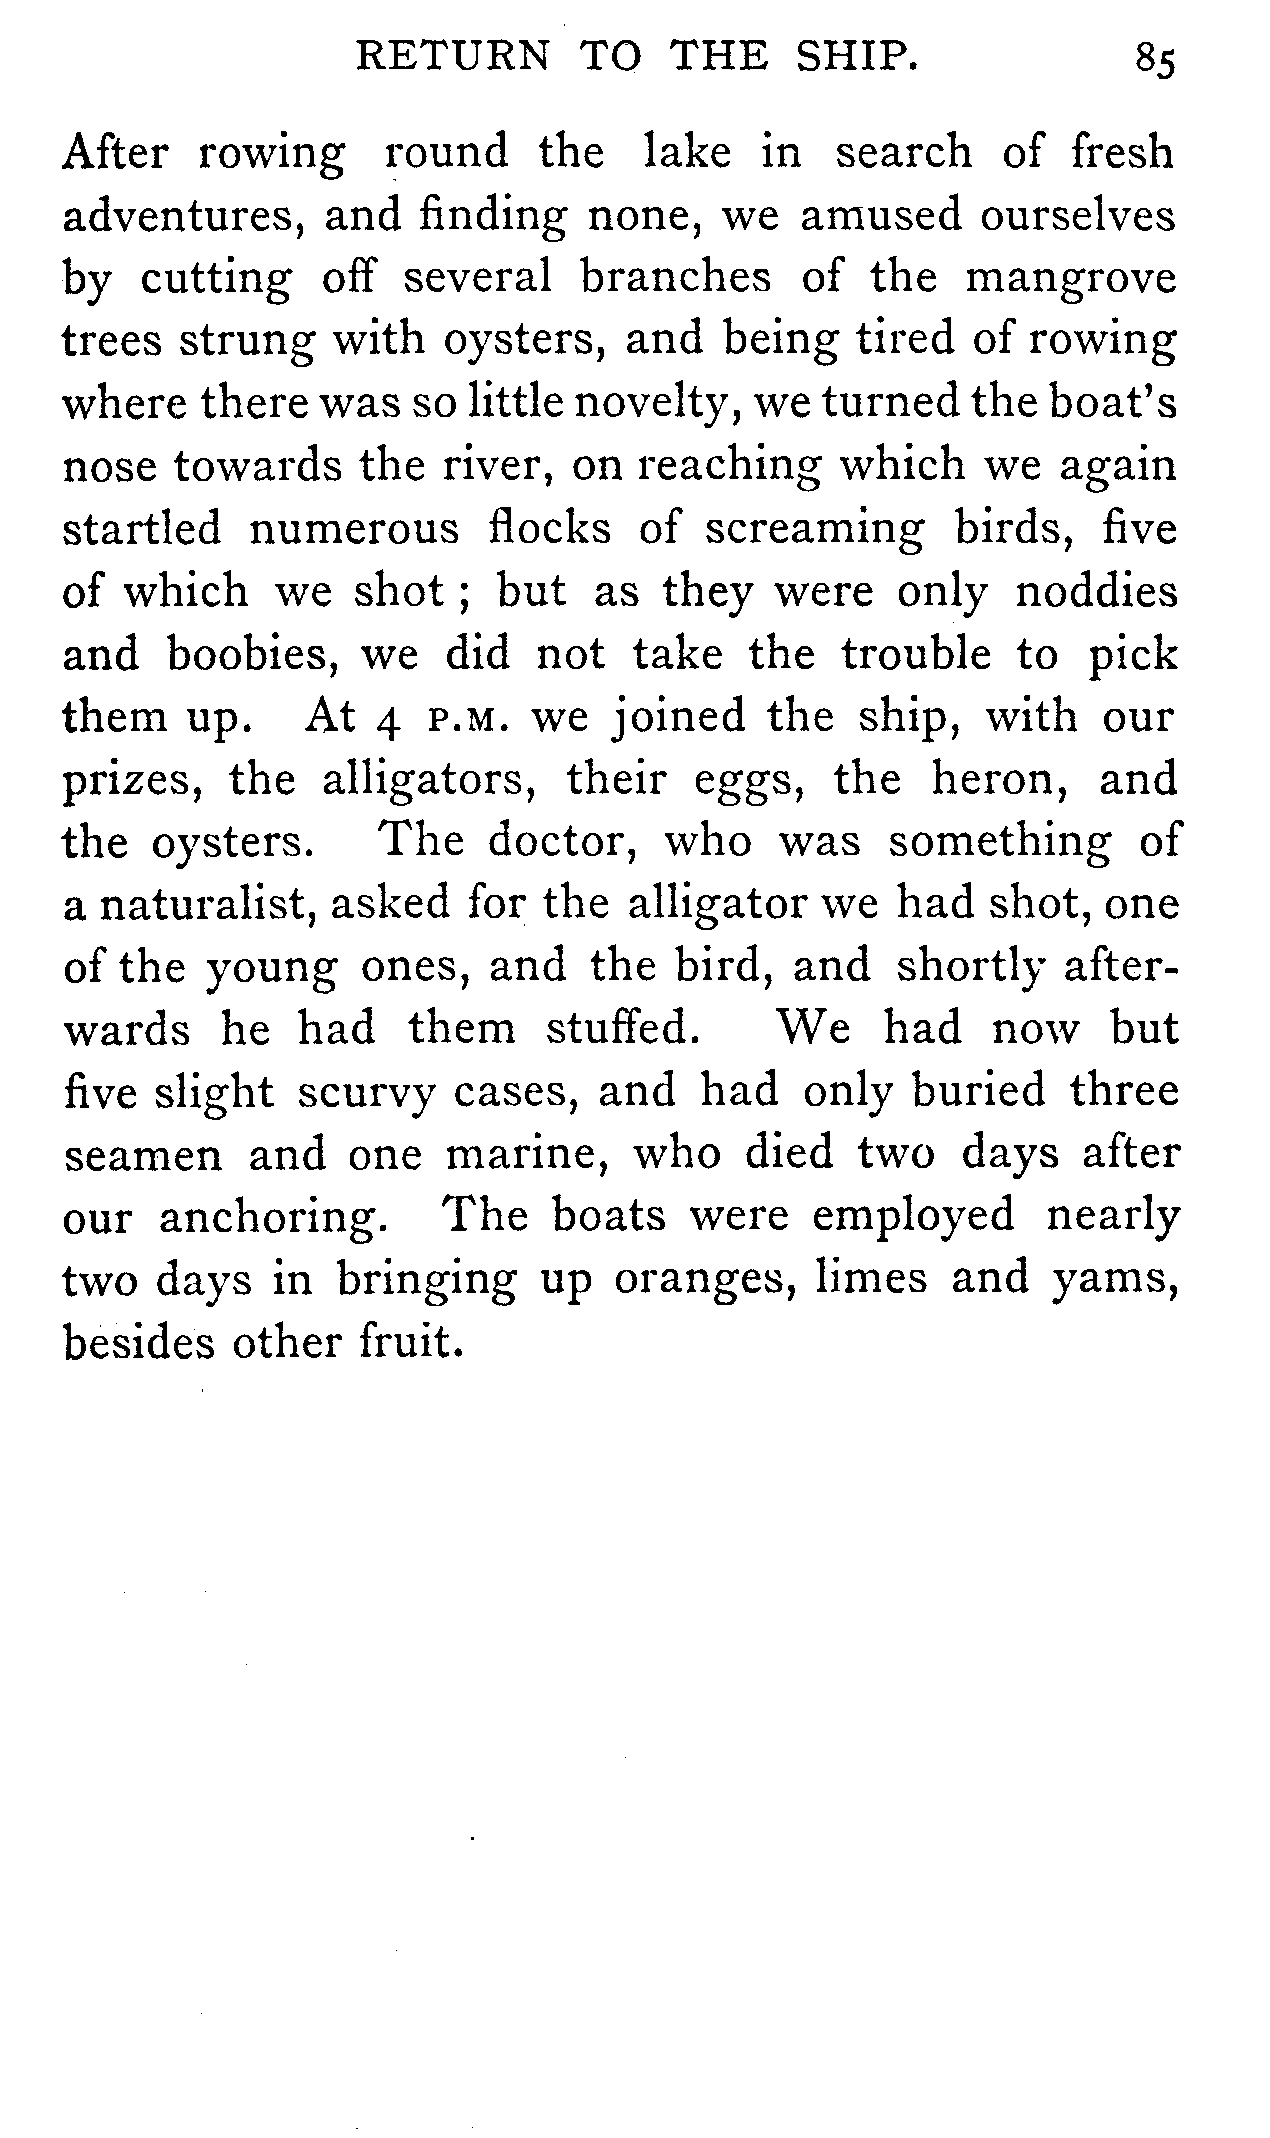 RETURN TO THE SHIP. 85
After rowing round the lake in search of fresh
adventures, and finding none, we amused ourselves
by cutting off several branches of the mangrove
trees strung with oysters, and being tired of rowing
where there was so little novelty, we turned the boat's
nose towards the river, on reaching which we again
startled numerous flocks of screaming birds, five
of which we shot ; but as they were only noddies
and boobies, we did not take the trouble to pick
them up. At 4 P.M. we joined the ship, with our
prizes, the alligators, their eggs, the heron, and
the oysters. The doctor, who was something of
a naturalist, asked for the alligator we had shot, one
of the young ones, and the bird, and shortly after-
wards he had them stuffed. We had now but
five slight scurvy cases, and had only buried three
seamen and one marine, who died two days after
our anchoring. The boats were employed nearly
two days in bringing up oranges, limes and yams,
besides other fruit.